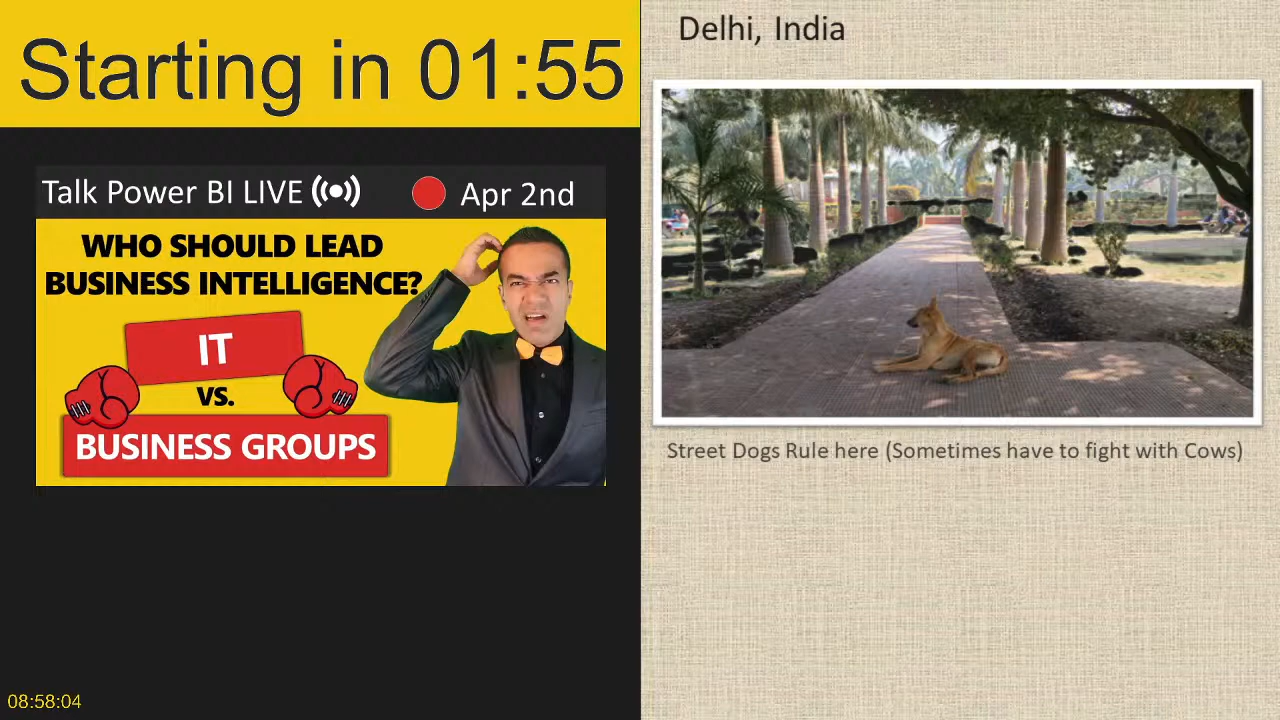 Starting in 01:55
Talk Power BI LIVE
Apr 2nd
WHO SHOULD LEAD
BUSINESS INTELLIGENCE?
IT
VS.
BUSINESS GROUPS
08:58:04
Delhi, India
Street Dogs Rule here (Sometimes have to fight with Cows)